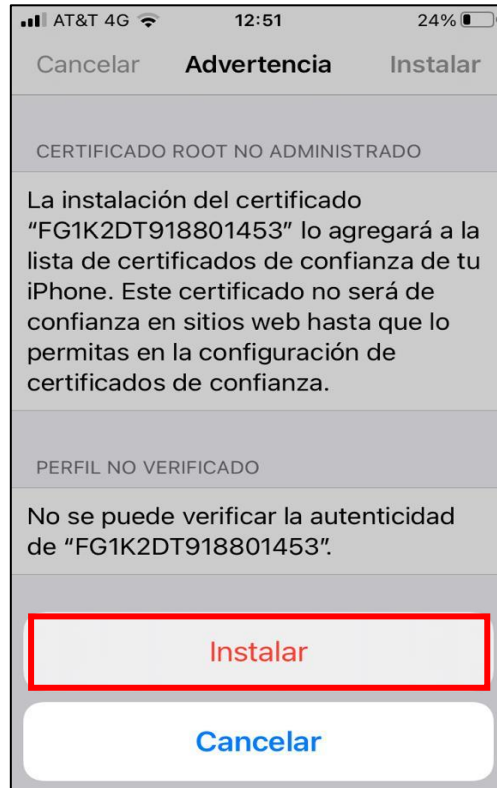 AT&T 4G 12:51 24%
Cancelar Advertencia Instalar
CERTIFICADO ROOT NO ADMINISTRADO
La instalación del certificado
“FG1K2DT918801453” lo agregará a la
lista de certificados de confianza de tu
iPhone. Este certificado no será de
confianza en sitios web hasta que lo
permitas en la configuración de
certificados de confianza.
PERFIL NO VERIFICADO
No se puede verificar la autenticidad
de “FG1K2DT918801453”.
Instalar
Cancelar